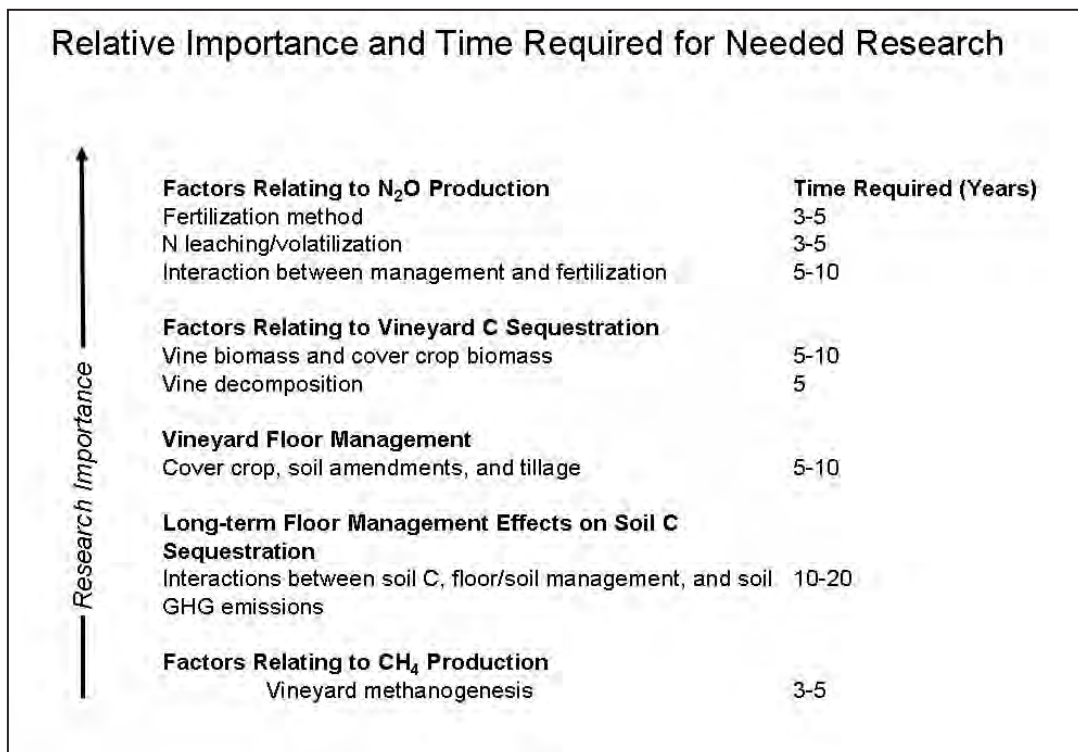 Relative Importance and Time Required for Needed Research
Research Importance
Factors Relating to N₂O Production Time Required (Years)
Fertilization method 3-5
N leaching/volatilization 3-5
Interaction between management and fertilization 5-10
Factors Relating to Vineyard C Sequestration
Vine biomass and cover crop biomass 5-10
Vine decomposition 5
Vineyard Floor Management
Cover crop, soil amendments, and tillage 5-10
Long-term Floor Management Effects on Soil C
Sequestration
Interactions between soil C, floor/soil management, and soil 10-20
GHG emissions
Factors Relating to CH₄ Production
Vineyard methanogenesis 3-5